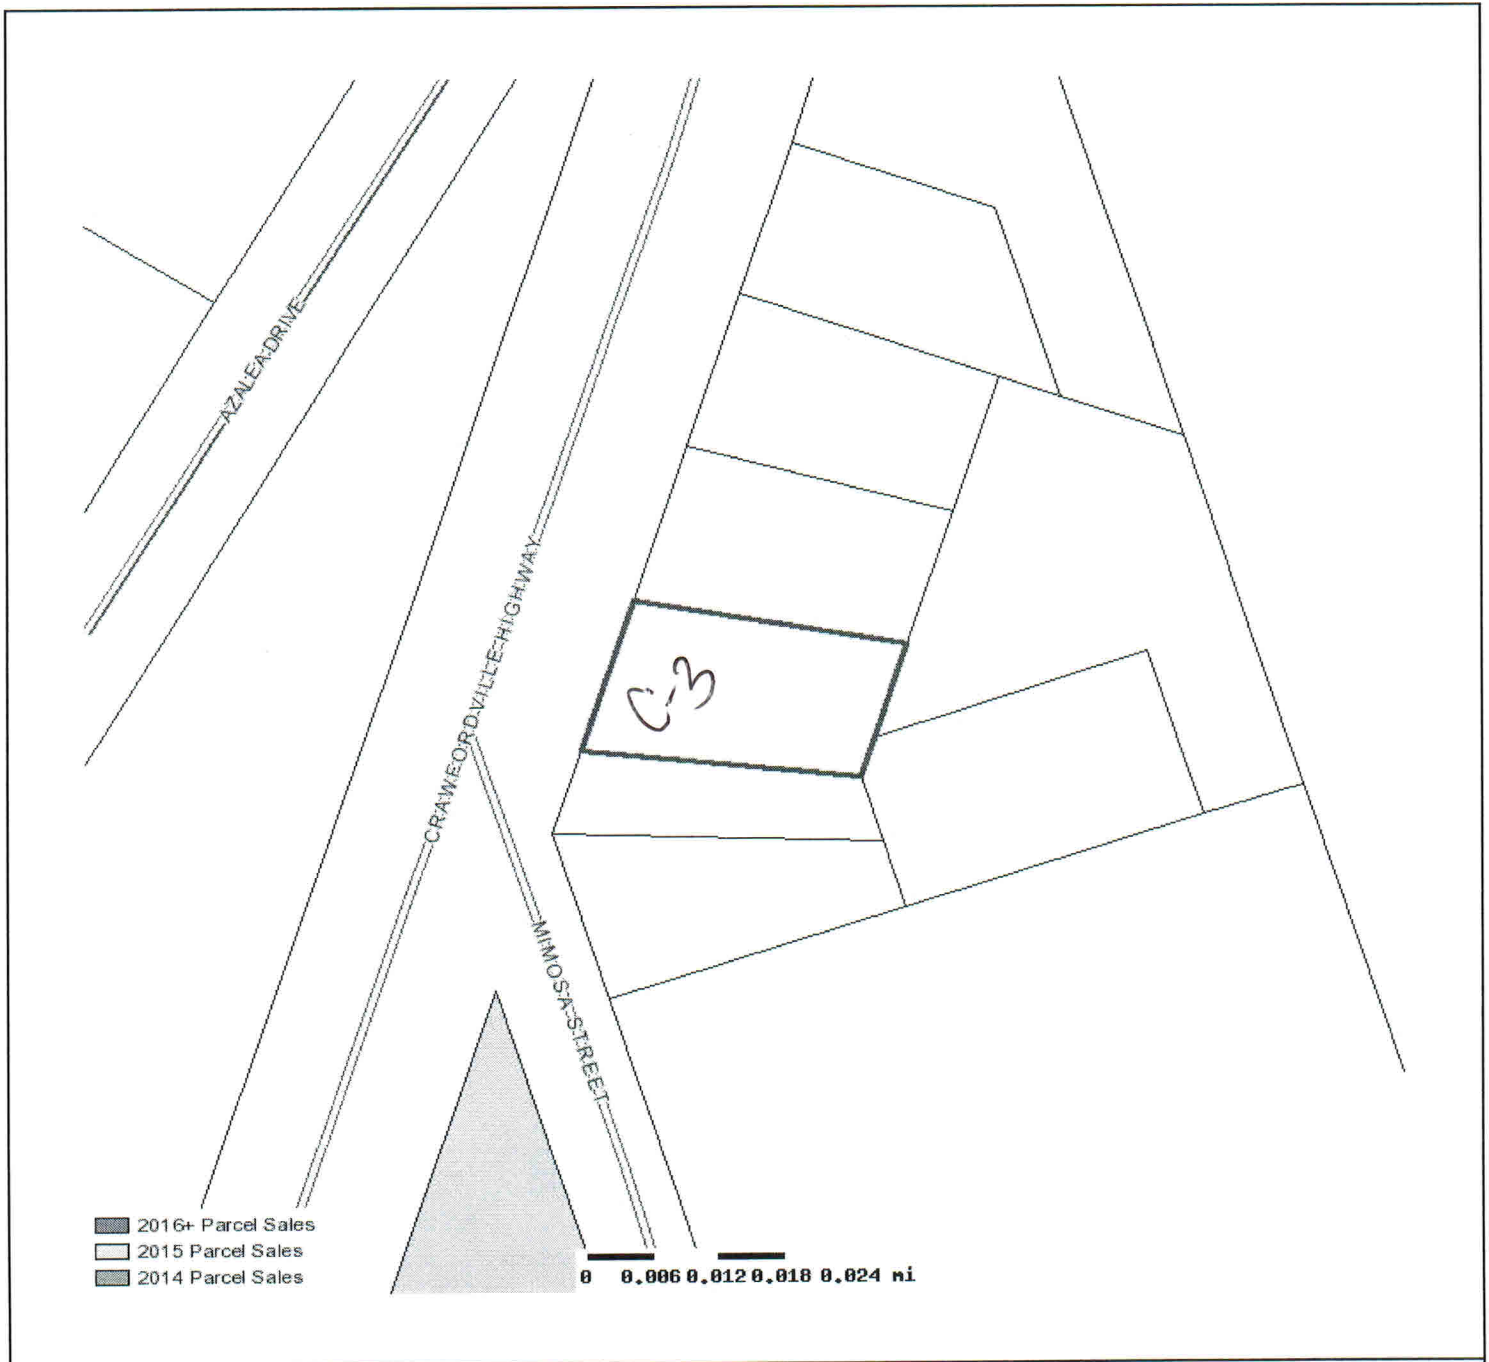 AZALEA DRIVE
CRAWFORDVILLE HIGHWAY
C-3
MIMOSA STREET
2016+ Parcel Sales
2015 Parcel Sales
2014 Parcel Sales
0 0.006 0.012 0.018 0.024 mi